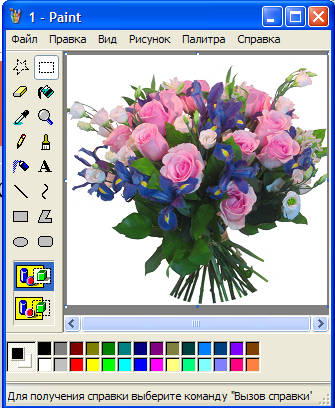 1 - Paint
Файл Правка Вид Рисунок Палитра Справка
A
Для получения справки выберите команду "Вызов справки"